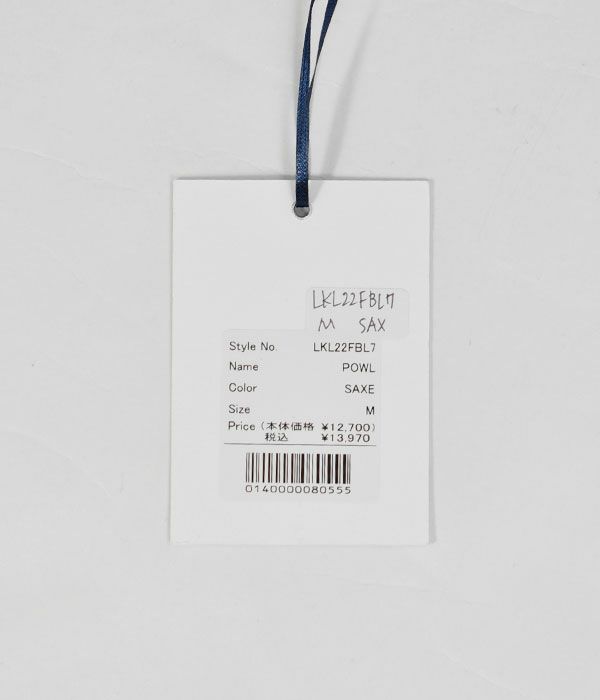 LKL22FBL7
M SAX
Style No. LKL22FBL7
Name POWL
Color SAXE
Size M
Price (本体価格 ¥12,700)
税込 ¥13,970
0140000080555